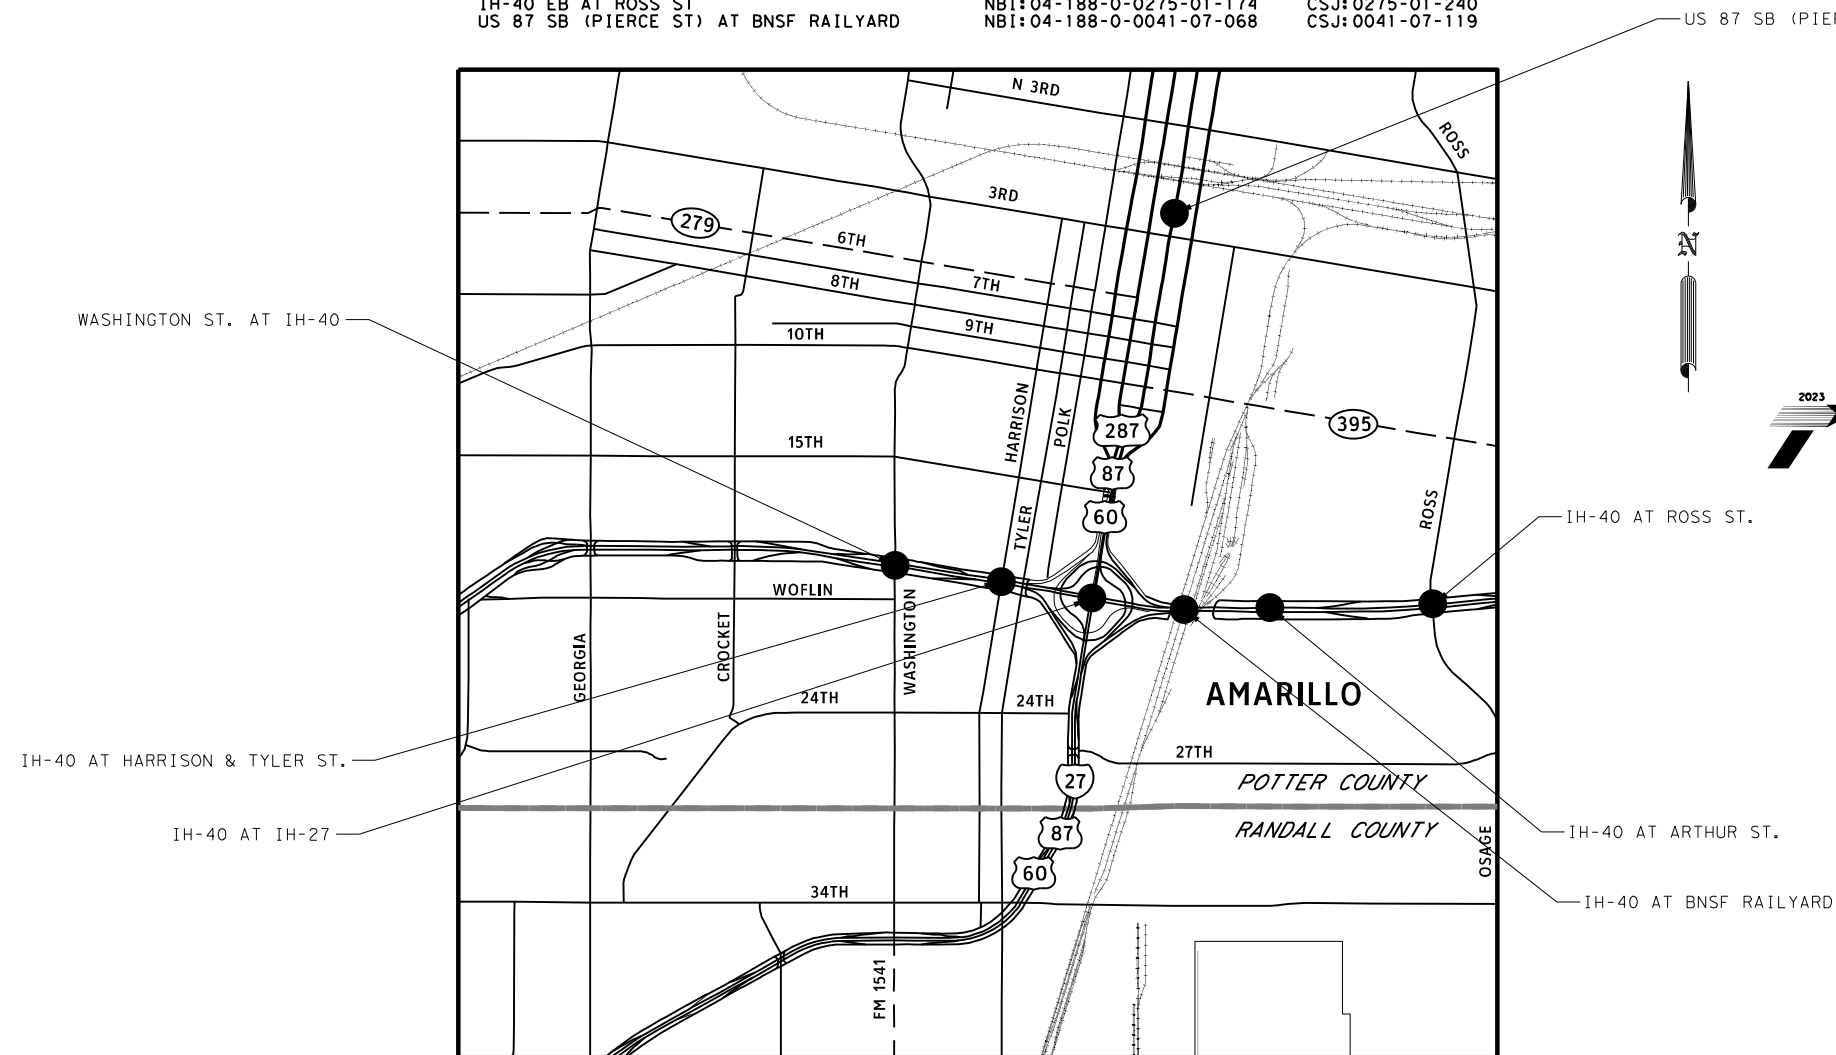 IH-40 EB AT ROSS ST NBI:04-188-0-0275-01-174 CSJ:0275-01-240
US 87 SB (PIERCE ST) AT BNSF RAILYARD NBI:04-188-0-0041-07-068 CSJ:0041-07-119
US 87 SB (PIER
N 3RD
ROSS
3RD
279
6TH
N
7TH
8TH
WASHINGTON ST. AT IH-40
9TH
10TH
2023
HARRISON
POLK
287
395
15TH
87
ROSS
60
IH-40 AT ROSS ST.
TYLER
WOFLIN
WASHINGTON
CROCKET
GEORGIA
AMARILLO
24TH
24TH
27TH
IH-40 AT HARRISON & TYLER ST.
27
POTTER COUNTY
IH-40 AT IH-27
87
RANDALL COUNTY
IH-40 AT ARTHUR ST.
OSAGE
60
34TH
IH-40 AT BNSF RAILYARD
FM 1541